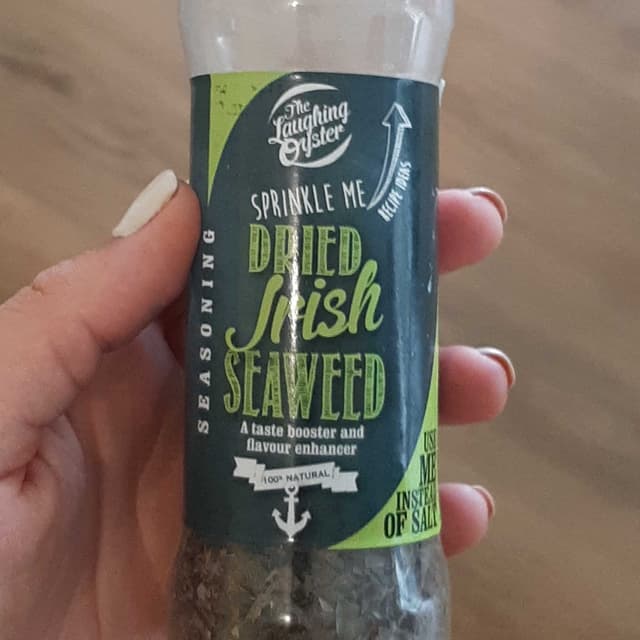 The
Laughing
Oyster
SPRINKLE ME
RECIPE IDEAS
DRIED
Irish
SEAWEED
A taste booster and
flavour enhancer
100% NATURAL
SEASONING
USE
ME
INSTEAD
OF SALT